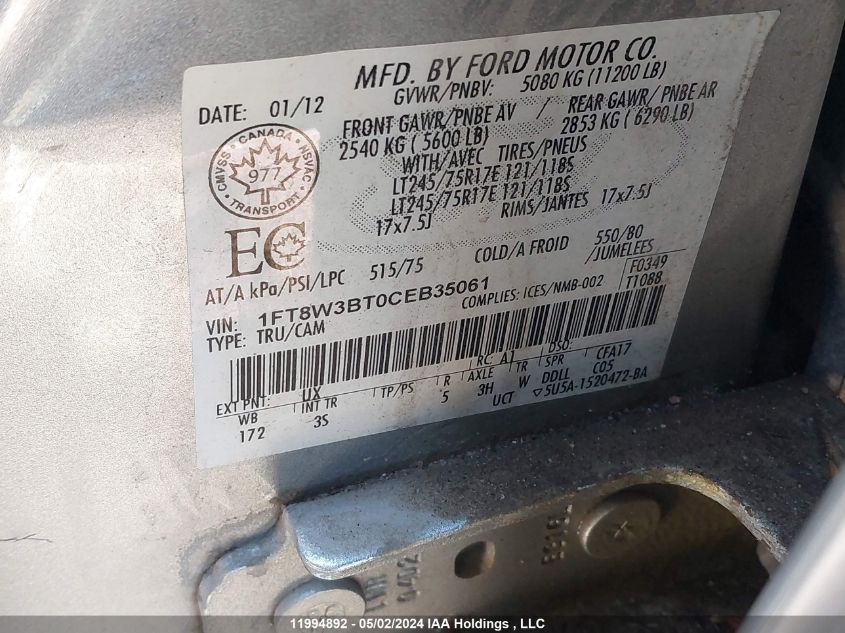 MFD. BY FORD MOTOR CO.
DATE: 01/12
GVWR/PNBV: 5080 KG (11200 LB)
FRONT GAWR/PNBE AV / REAR GAWR/ PNBE AR
2540 KG ( 5600 LB) 2853 KG ( 6290 LB)
WITH/AVEC TIRES/PNEUS
LT245/75R17E 121/118S
LT245/75R17E 121/118S
RIMS/JANTES 17x7.5J
17x7.5J
CMVSS CANADA NSVAC
977
TRANSPORT
EC
AT/A kPa/PSI/LPC 515/75 COLD/A FROID 550/80
/JUMELEES
VIN: 1FT8W3BT0CEB35061
COMPLIES: ICES/NMB-002
F0349
T1088
TYPE: TRU/CAM
RC: A1 DSO:
EXT PNT: UX
WB INT TR TP/PS R AXLE TR SPR CFA17
172 3S 5 3H W DDLL C05
UCT ▽5U5A-1520472-BA
11994892 - 05/02/2024 IAA Holdings , LLC